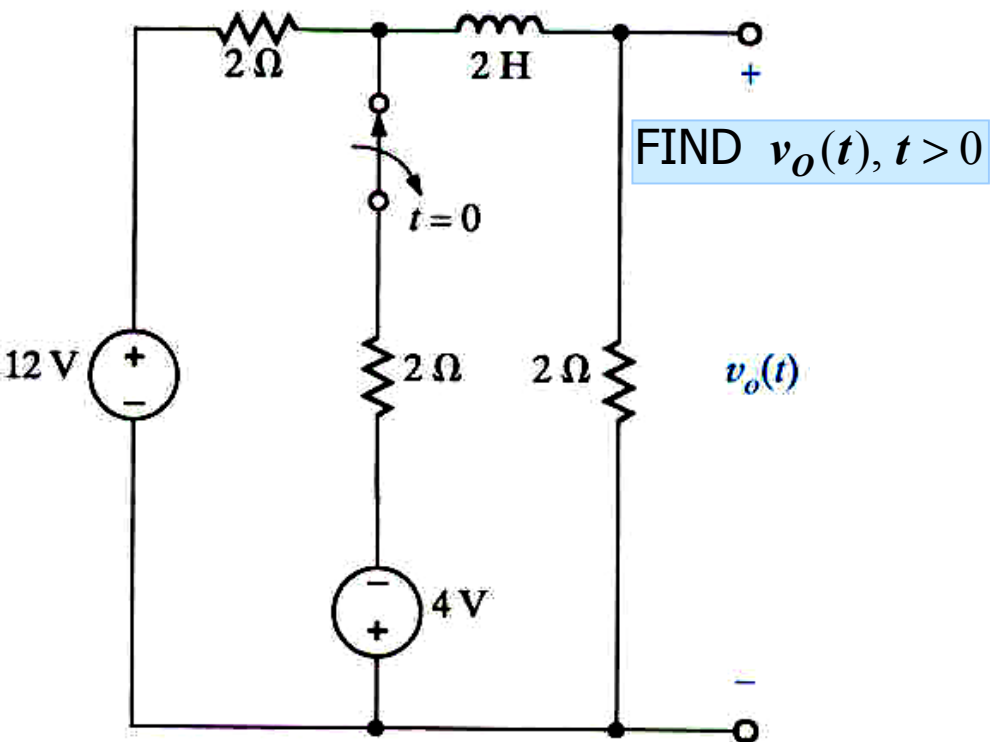 2 Ω
2 H
+
FIND v_O(t), t > 0
t = 0
12 V
+
−
2 Ω
2 Ω
v_o(t)
−
+
4 V
−